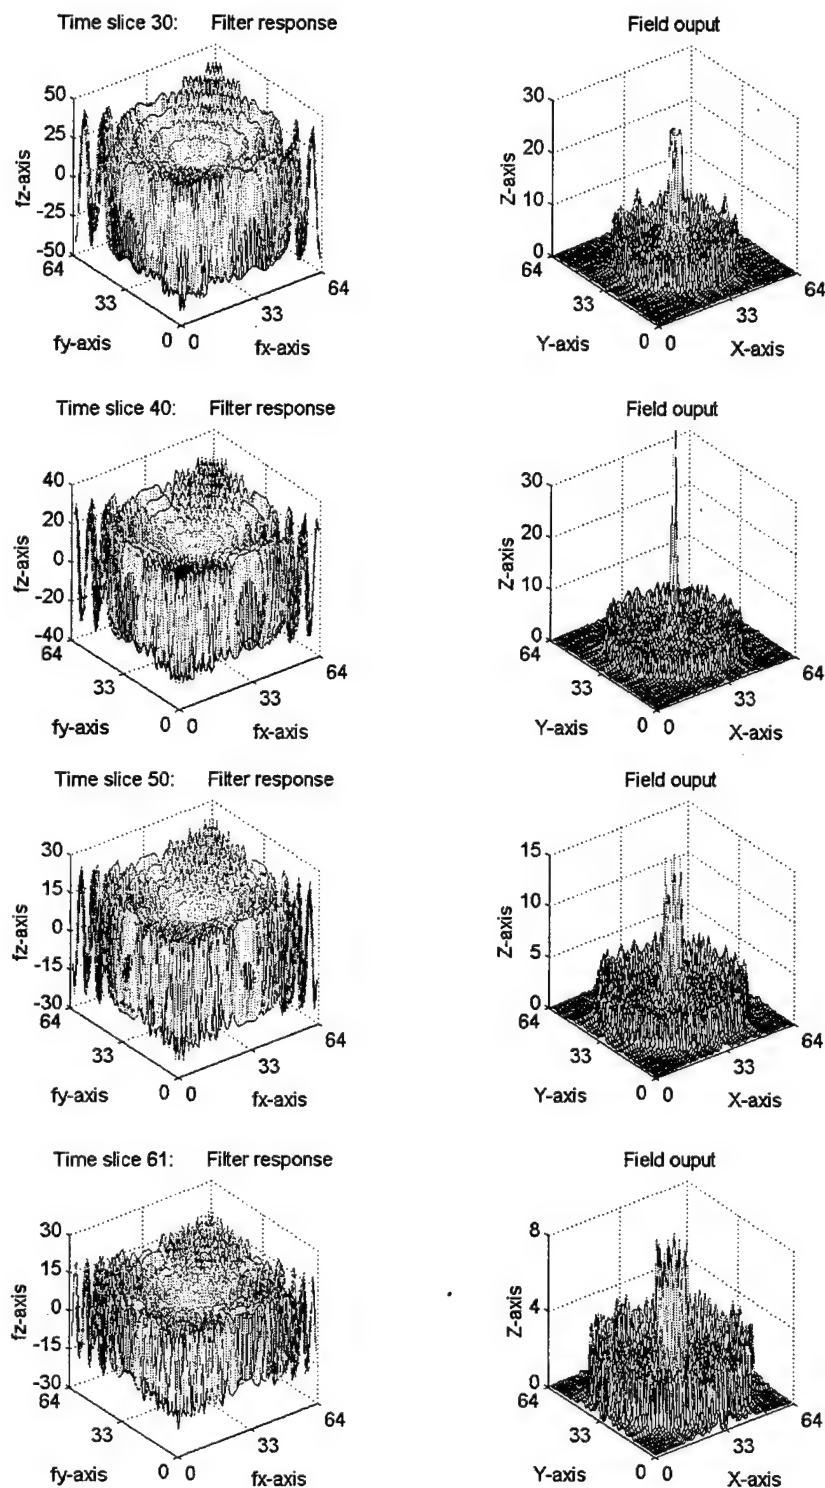 Time slice 30: Filter response
Field ouput
50
25
0
-25
-50
fz-axis
64
33
0
fy-axis
0
33
64
fx-axis
30
20
10
0
Z-axis
64
33
0
Y-axis
0
33
64
X-axis
Time slice 40: Filter response
Field ouput
40
20
0
-20
-40
fz-axis
64
33
0
fy-axis
0
33
64
fx-axis
30
30
10
0
Z-axis
64
33
0
Y-axis
0
33
64
X-axis
Time slice 50: Filter response
Field ouput
30
15
0
-15
-30
fz-axis
64
33
0
fy-axis
0
33
64
fx-axis
15
10
5
0
Z-axis
64
33
0
Y-axis
0
33
64
X-axis
Time slice 61: Filter response
Field ouput
30
15
0
-15
-30
fz-axis
64
33
0
fy-axis
0
33
64
fx-axis
8
4
0
Z-axis
64
33
0
Y-axis
0
33
64
X-axis